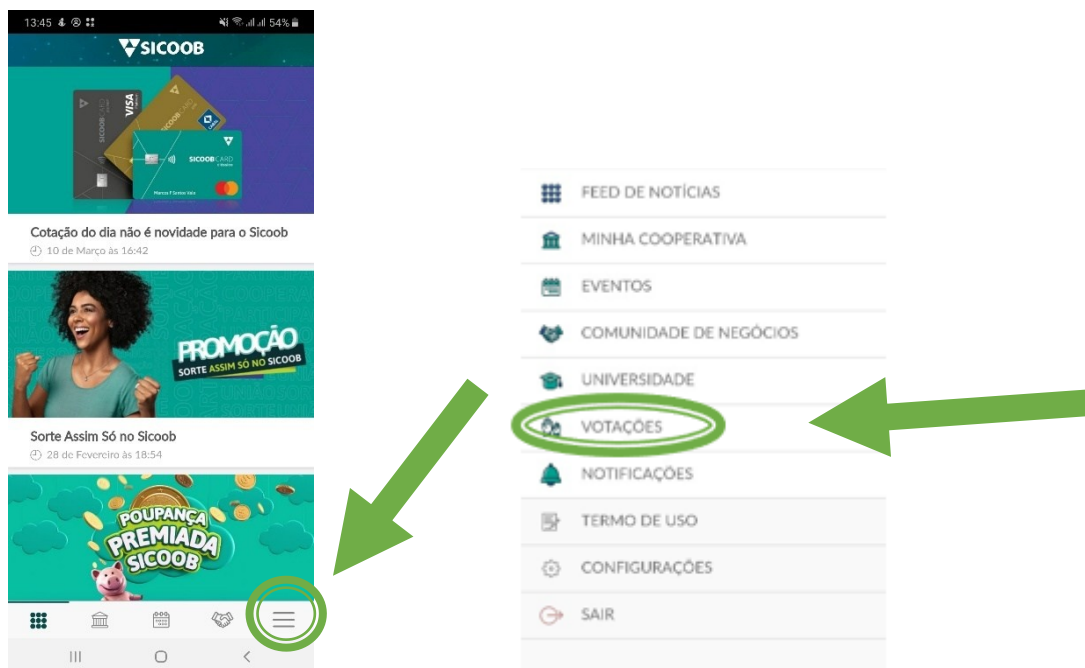 13:45
54%
SICOOB
VISA
SICOOBCARD
SICOOBCARD
SICOOBCARD
Cotação do dia não é novidade para o Sicoob
10 de Março às 16:42
PROMOÇÃO
SORTE ASSIM SÓ NO SICOOB
Sorte Assim Só no Sicoob
28 de Fevereiro às 18:54
POUPANÇA
PREMIADA
SICOOB
FEED DE NOTÍCIAS
MINHA COOPERATIVA
EVENTOS
COMUNIDADE DE NEGÓCIOS
UNIVERSIDADE
VOTAÇÕES
NOTIFICAÇÕES
TERMO DE USO
CONFIGURAÇÕES
SAIR